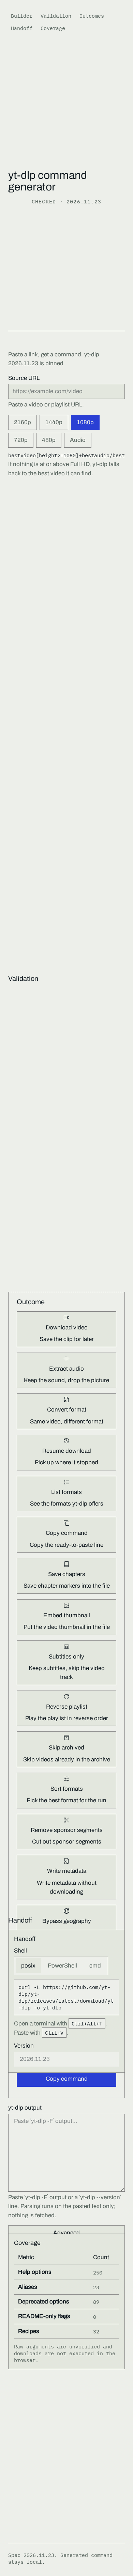 Builder Validation Outcomes
Handoff Coverage
yt-dlp command
generator
CHECKED · 2024.11.23
Paste a link, get a command. yt-dlp
2026.11.23 is pinned
Source URL
https://example.com/video
Paste a video or playlist URL.
2160p 1440p 1080p
720p 480p Audio
bestvideo[height>=1080]+bestaudio/best
If nothing is at or above Full HD, yt-dlp falls
back to the best video it can find.
Validation
Outcome
Download video
Save the clip for later
Extract audio
Keep the sound, drop the picture
Convert format
Same video, different format
Resume download
Pick up where it stopped
List formats
See the formats yt-dlp offers
Copy command
Copy the ready-to-paste line
Save chapters
Save chapter markers into the file
Embed thumbnail
Put the video thumbnail in the file
Subtitles only
Keep subtitles, skip the video
track
Reverse playlist
Play the playlist in reverse order
Skip archived
Skip videos already in the archive
Sort formats
Pick the best format for the run
Remove sponsor segments
Cut out sponsor segments
Write metadata
Write metadata without
downloading
Bypass geography
Handoff
Handoff
Shell
posix PowerShell cmd
curl -L https://github.com/yt-
dlp/yt-
dlp/releases/latest/download/yt
-dlp -o yt-dlp
Open a terminal with Ctrl+Alt+T
Paste with Ctrl+V
Version
2026.11.23
Copy command
yt-dlp output
Paste `yt-dlp -F` output...
Paste `yt-dlp -F` output or a `yt-dlp --version`
line. Parsing runs on the pasted text only;
nothing is fetched.
Advanced
Coverage
Metric Count
Help options 250
Aliases 23
Deprecated options 89
README-only flags
Recipes 32
Raw arguments are unverified and
downloads are not executed in the
browser.
Spec 2026.11.23. Generated command
stays local.